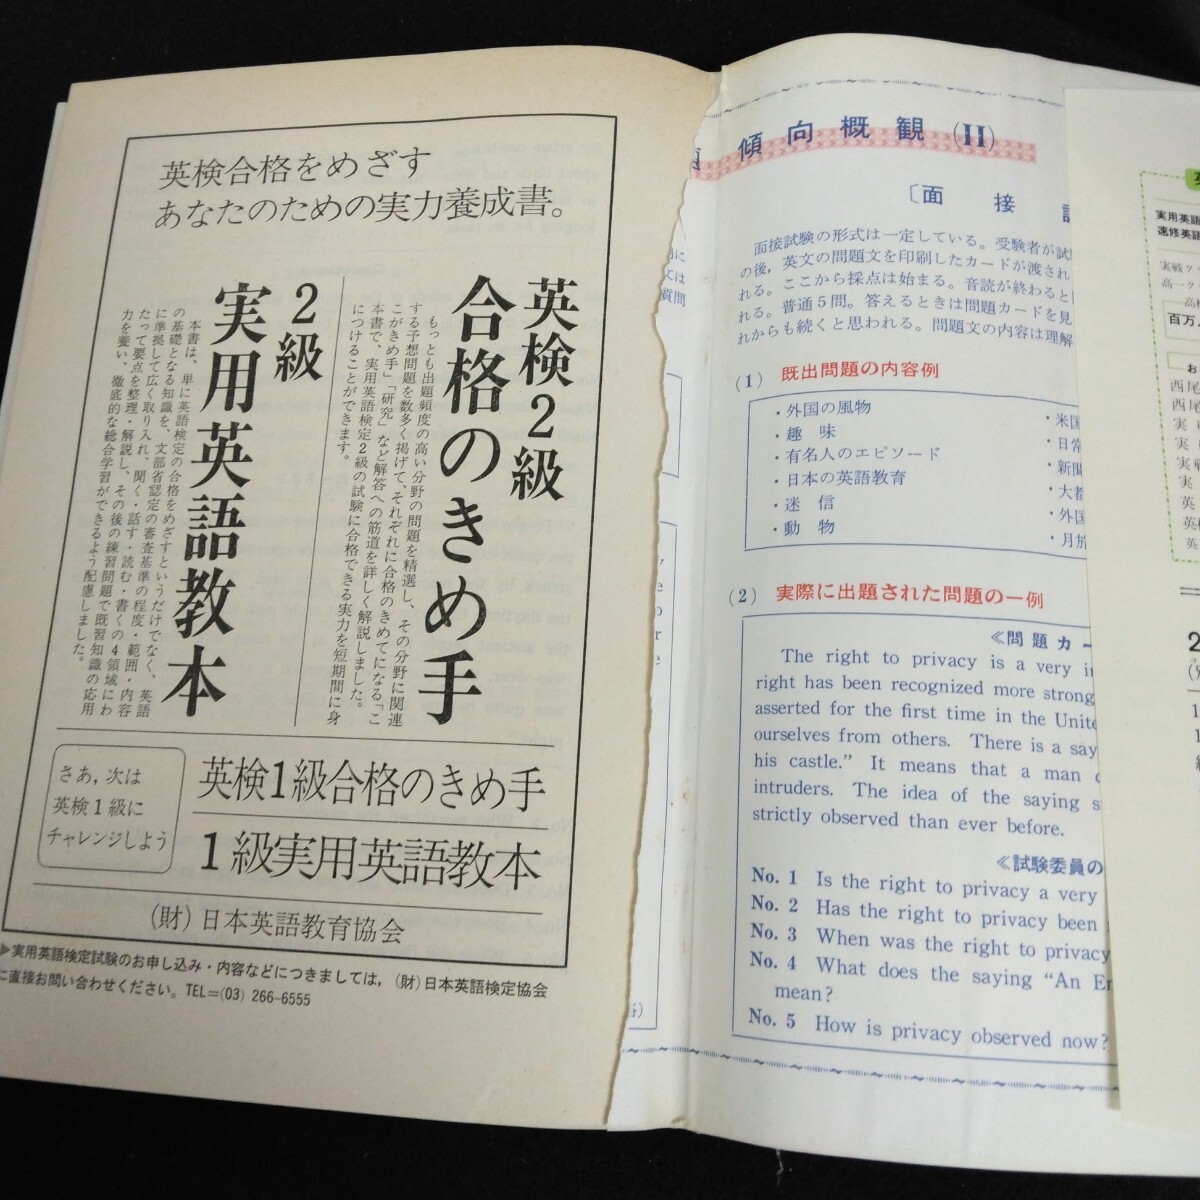 英検合格をめざす
あなたのための実力養成書。
英検2級
合格のきめ手
もっとも出題頻度の高い分野の問題を精選し、その分野に関連
する予想問題を数多く掲げて、それぞれに合格のきめてになる「こ
こがきめ手」「研究」など解答への筋道を詳しく解説しました。
本書で、実用英語検定2級の試験に合格できる実力を短期間に身
につけることができます。
2級
実用英語教本
本書は、単に英語検定の合格をめざすというだけでなく、英語
の基礎となる知識を、文部省認定の審査基準の程度・範囲・内容
に準拠して広く取り入れ、聞く・話す・読む・書くの4領域にわ
たって要点を整理・解説し、その後の練習問題で既習知識の応用
力を養い、徹底的な総合学習ができるよう配慮しました。
さあ,次は
英検1級に
チャレンジしよう
英検1級合格のきめ手
1級実用英語教本
(財)日本英語教育協会
▶実用英語検定試験のお申し込み・内容などにつきましては,(財)日本英語検定協会
に直接お問い合わせください。TEL=(03) 266-6555
傾向概観(II)
〔面接
面接試験の形式は一定している。受験者が試
の後,英文の問題文を印刷したカードが渡され
れる。ここから採点は始まる。音読が終わると
れる。普通5問。答えるときは問題カードを見
れからも続くと思われる。問題文の内容は理解
(1) 既出問題の内容例
・外国の風物
・趣味
・有名人のエピソード
・日本の英語教育
・迷信
・動物
・米国
・日常
・新聞
・大都
・外国
・月旅
(2) 実際に出題された問題の一例
≪問題カー
The right to privacy is a very
right has been recognized more strong
asserted for the first time in the Unite
ourselves from others. There is a say
his castle." It means that a man
intruders. The idea of the saying s
strictly observed than ever before.
≪試験委員の
No. 1 Is the right to privacy a very
No. 2 Has the right to privacy been
No. 3 When was the right to privacy
No. 4 What does the saying "An En
mean?
No. 5 How is privacy observed now?
実用英語
速修英語
実戦ク
高一ク
百万人
お
西尾
西尾